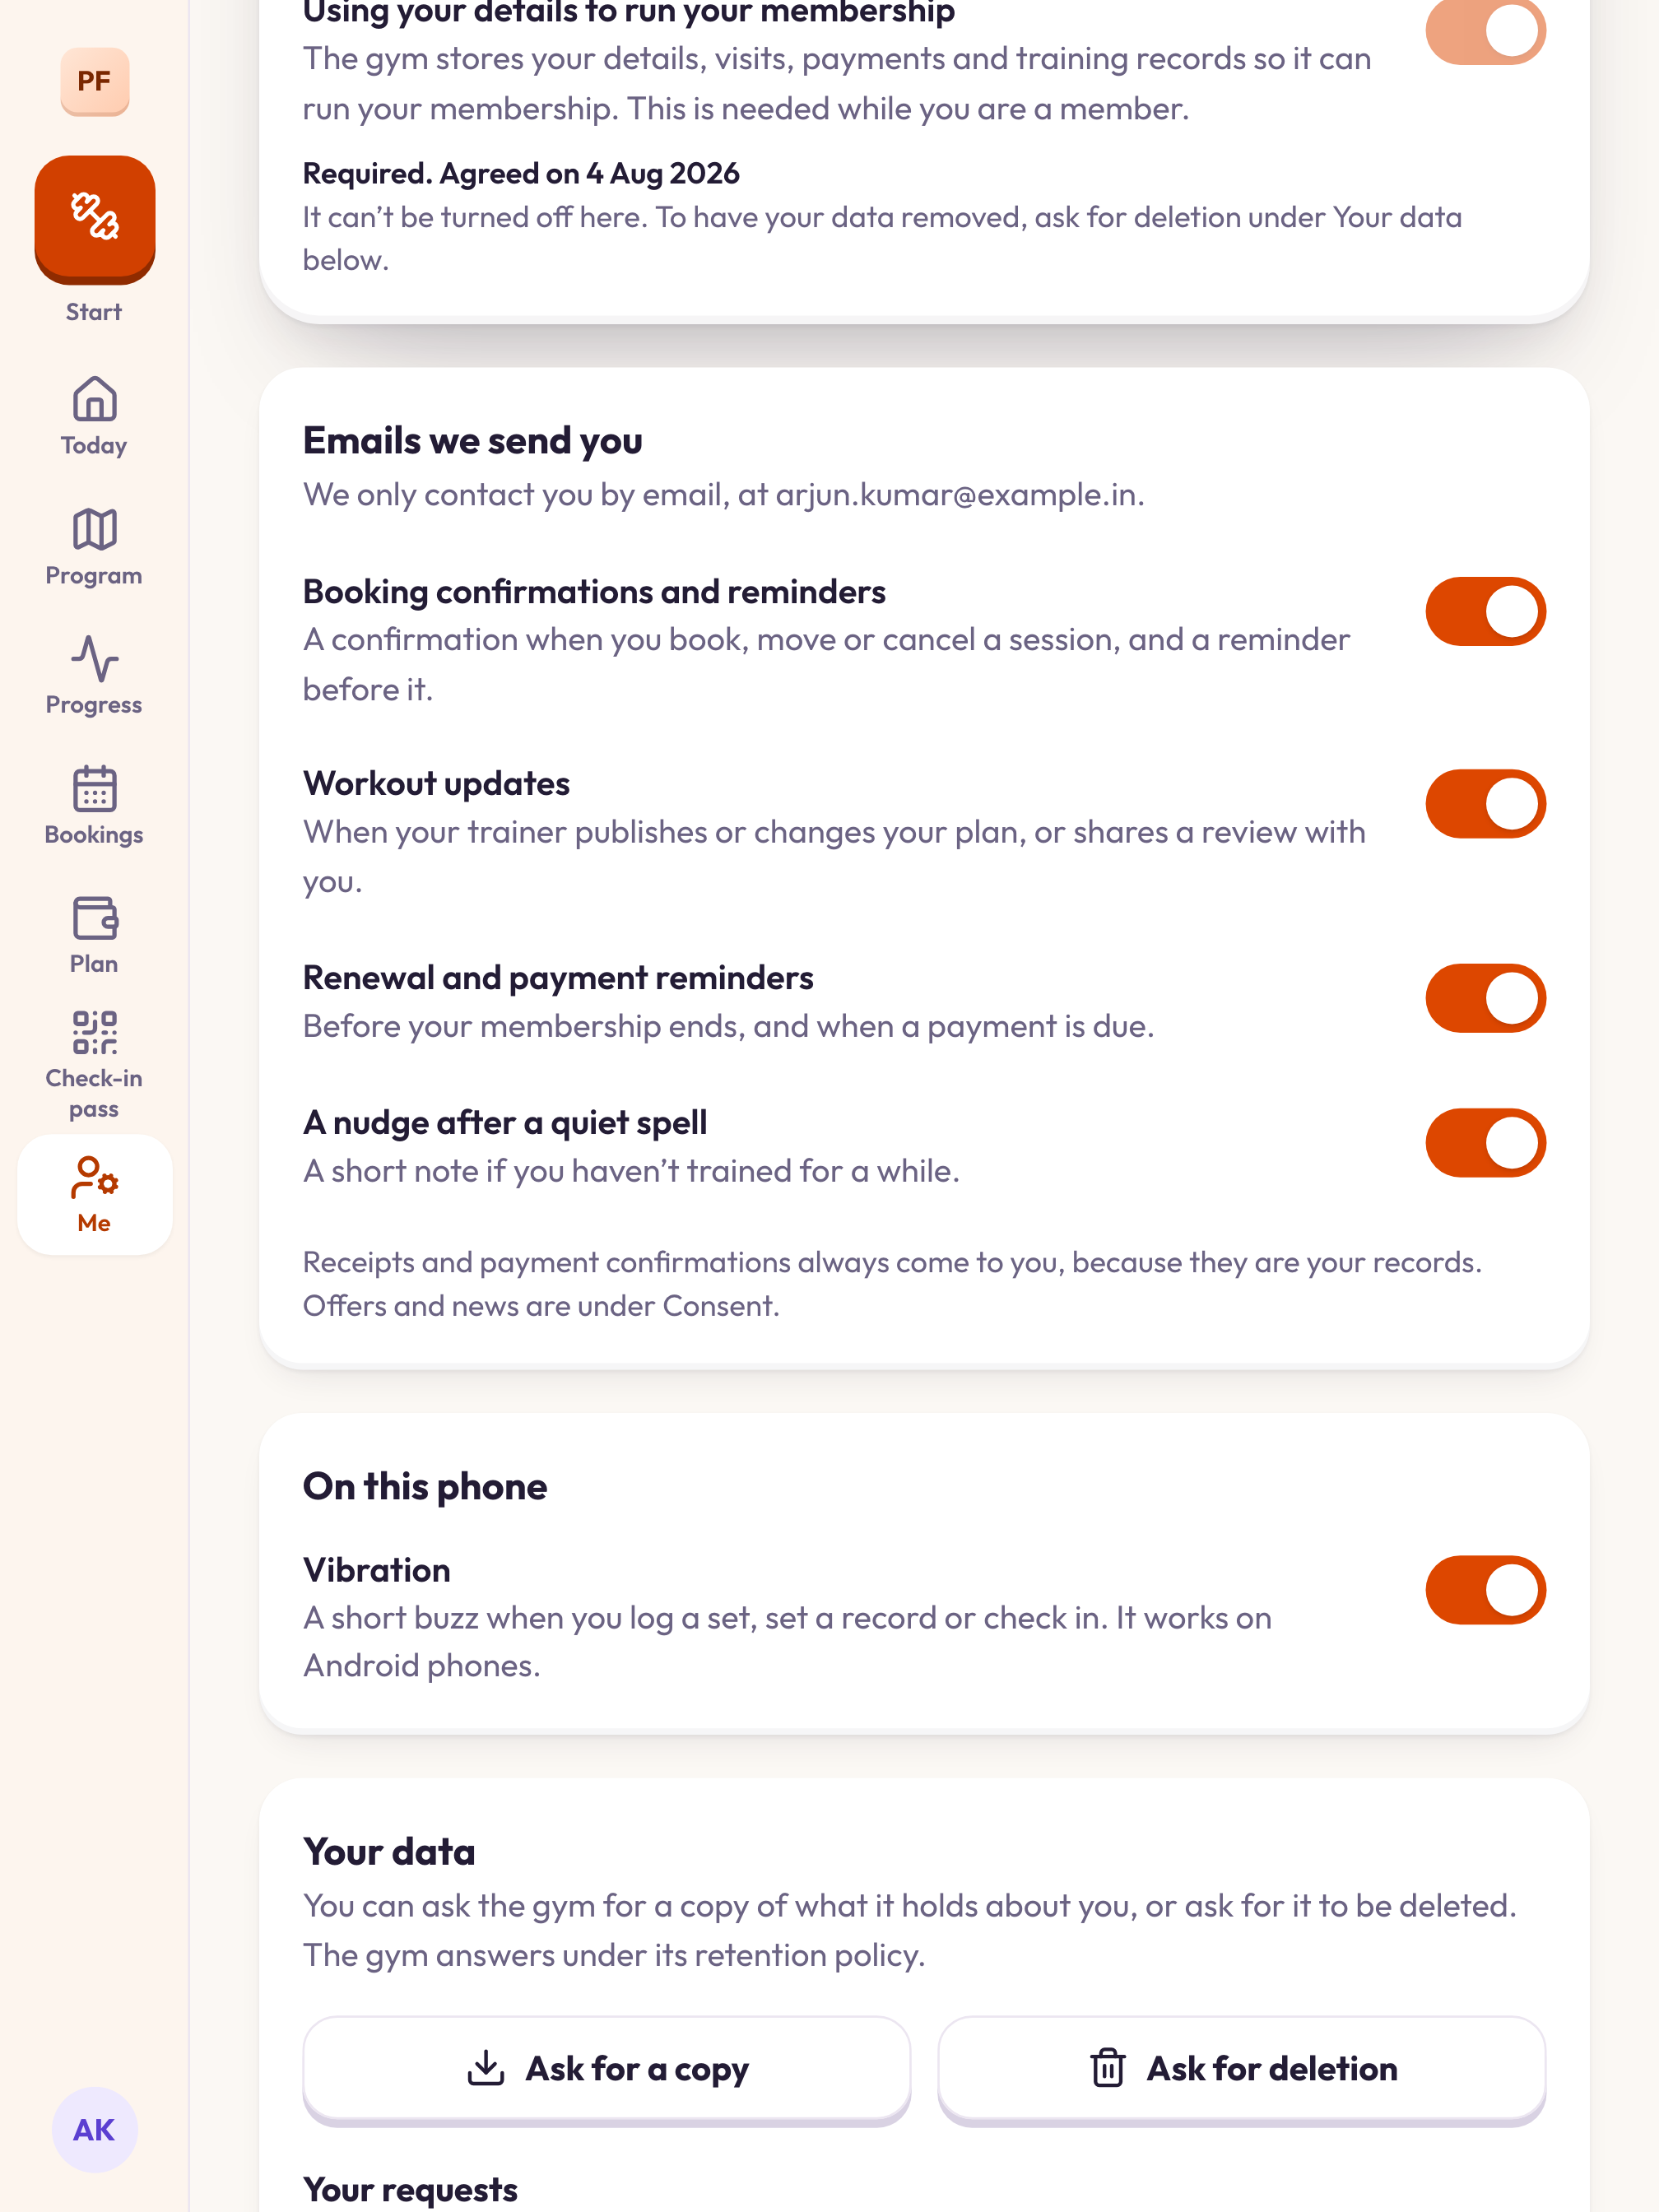 PF
Start
Today
Program
Progress
Bookings
Plan
Check-in
pass
Me
AK
Using your details to run your membership
The gym stores your details, visits, payments and training records so it can
run your membership. This is needed while you are a member.
Required. Agreed on 4 Aug 2026
It can’t be turned off here. To have your data removed, ask for deletion under Your data
below.
Emails we send you
We only contact you by email, at arjun.kumar@example.in.
Booking confirmations and reminders
A confirmation when you book, move or cancel a session, and a reminder
before it.
Workout updates
When your trainer publishes or changes your plan, or shares a review with
you.
Renewal and payment reminders
Before your membership ends, and when a payment is due.
A nudge after a quiet spell
A short note if you haven’t trained for a while.
Receipts and payment confirmations always come to you, because they are your records.
Offers and news are under Consent.
On this phone
Vibration
A short buzz when you log a set, set a record or check in. It works on
Android phones.
Your data
You can ask the gym for a copy of what it holds about you, or ask for it to be deleted.
The gym answers under its retention policy.
Ask for a copy
Ask for deletion
Your requests